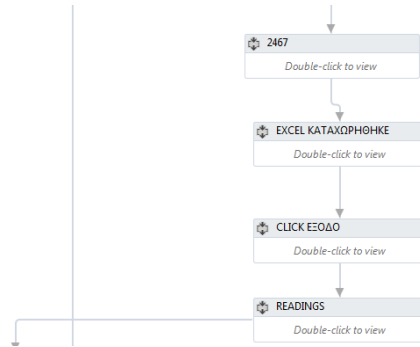 2467
Double-click to view
EXCEL ΚΑΤΑΧΩΡΗΘΗΚΕ
Double-click to view
CLICK ΕΞΟΔΟ
Double-click to view
READINGS
Double-click to view